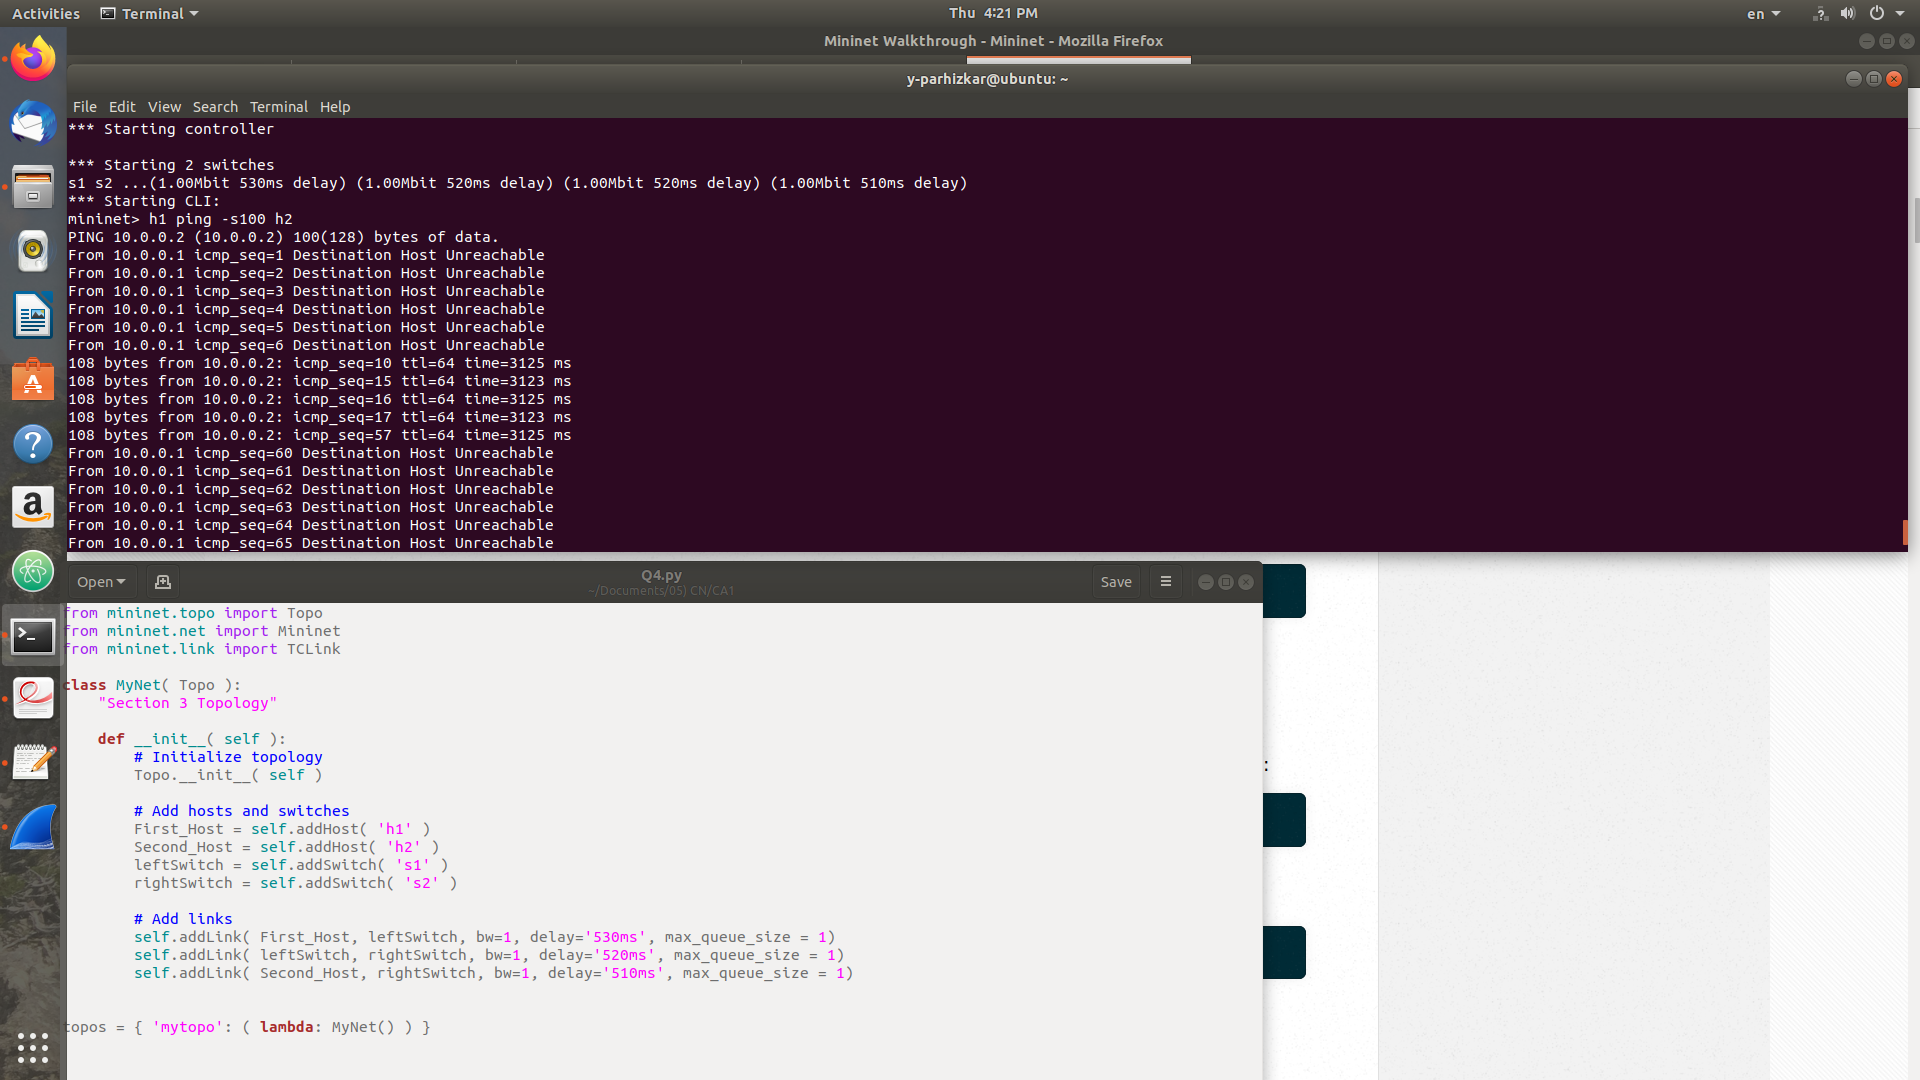 Activities
Terminal
Thu 4:21 PM
en
Mininet Walkthrough - Mininet - Mozilla Firefox
y-parhizkar@ubuntu: ~
File Edit View Search Terminal Help
*** Starting controller
*** Starting 2 switches
s1 s2 ...(1.00Mbit 530ms delay) (1.00Mbit 520ms delay) (1.00Mbit 520ms delay) (1.00Mbit 510ms delay)
*** Starting CLI:
mininet> h1 ping -s100 h2
PING 10.0.0.2 (10.0.0.2) 100(128) bytes of data.
From 10.0.0.1 icmp_seq=1 Destination Host Unreachable
From 10.0.0.1 icmp_seq=2 Destination Host Unreachable
From 10.0.0.1 icmp_seq=3 Destination Host Unreachable
From 10.0.0.1 icmp_seq=4 Destination Host Unreachable
From 10.0.0.1 icmp_seq=5 Destination Host Unreachable
From 10.0.0.1 icmp_seq=6 Destination Host Unreachable
108 bytes from 10.0.0.2: icmp_seq=10 ttl=64 time=3125 ms
108 bytes from 10.0.0.2: icmp_seq=15 ttl=64 time=3123 ms
108 bytes from 10.0.0.2: icmp_seq=16 ttl=64 time=3125 ms
108 bytes from 10.0.0.2: icmp_seq=17 ttl=64 time=3123 ms
108 bytes from 10.0.0.2: icmp_seq=57 ttl=64 time=3125 ms
From 10.0.0.1 icmp_seq=60 Destination Host Unreachable
From 10.0.0.1 icmp_seq=61 Destination Host Unreachable
From 10.0.0.1 icmp_seq=62 Destination Host Unreachable
From 10.0.0.1 icmp_seq=63 Destination Host Unreachable
From 10.0.0.1 icmp_seq=64 Destination Host Unreachable
From 10.0.0.1 icmp_seq=65 Destination Host Unreachable
Open
Q4.py
~/Documents/05) CN/CA1
Save
from mininet.topo import Topo
from mininet.net import Mininet
from mininet.link import TCLink
class MyNet( Topo ):
"Section 3 Topology"
def __init__( self ):
# Initialize topology
Topo.__init__( self )
# Add hosts and switches
First_Host = self.addHost( 'h1' )
Second_Host = self.addHost( 'h2' )
leftSwitch = self.addSwitch( 's1' )
rightSwitch = self.addSwitch( 's2' )
# Add links
self.addLink( First_Host, leftSwitch, bw=1, delay='530ms', max_queue_size = 1)
self.addLink( leftSwitch, rightSwitch, bw=1, delay='520ms', max_queue_size = 1)
self.addLink( Second_Host, rightSwitch, bw=1, delay='510ms', max_queue_size = 1)
topos = { 'mytopo': ( lambda: MyNet() ) }
: